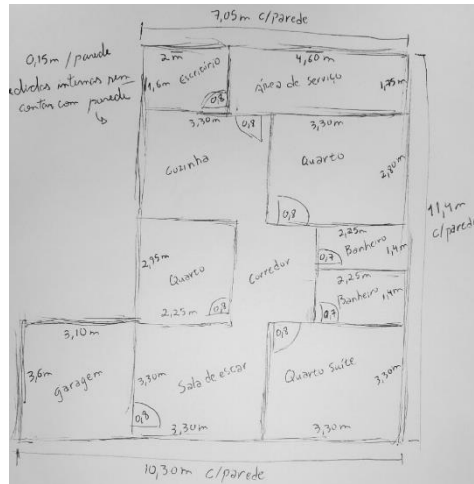 7,05m c/parede
0,15m / parede
medidas internas sem
contar com parede
2m
4,60m
1,6m
Escritório
0,8
Área de serviço
1,75m
3,30m
0,8
3,30m
Cozinha
Quarto
2,80m
0,8
11,4m
c/parede
2,95m
Quarto
2,25m
0,8
Corredor
2,25m
Banheiro
0,7
1,4m
2,25m
Banheiro
0,7
1,4m
3,10m
3,6m
Garagem
3,30m
Sala de estar
0,8
3,30m
0,8
Quarto Suíte
3,30m
3,30m
10,30m c/parede